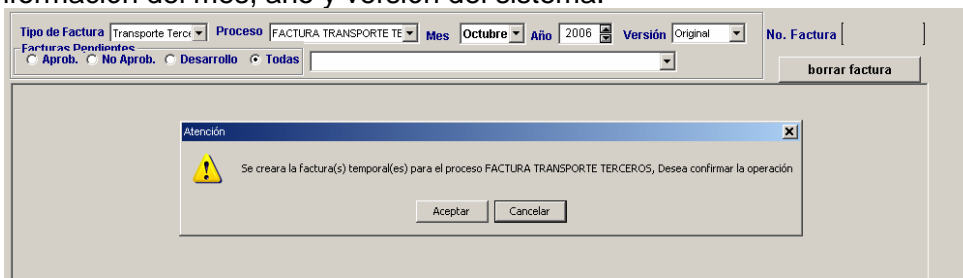 formación del mes, año y versión del sistema.
Tipo de Factura Transporte Terce Proceso FACTURA TRANSPORTE TE Mes Octubre Año 2006 Versión Original No. Factura [ ]
Facturas Pendientes
Aprob. No Aprob. Desarrollo Todas
borrar factura
Atención
Se creara la factura(s) temporal(es) para el proceso FACTURA TRANSPORTE TERCEROS, Desea confirmar la operación
Aceptar Cancelar